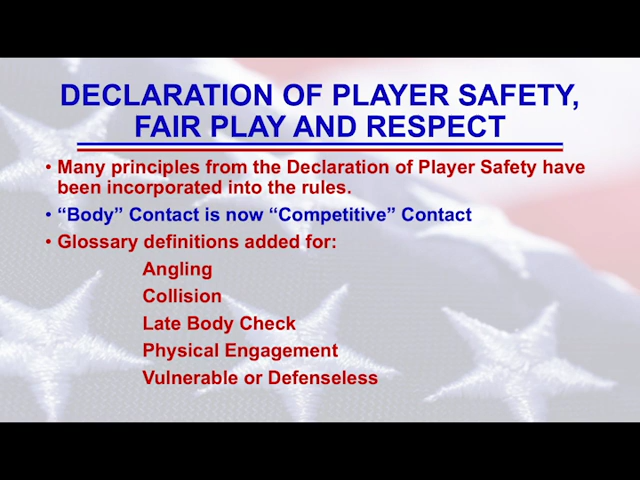 DECLARATION OF PLAYER SAFETY,
FAIR PLAY AND RESPECT
• Many principles from the Declaration of Player Safety have
been incorporated into the rules.
• “Body” Contact is now “Competitive” Contact
• Glossary definitions added for:
Angling
Collision
Late Body Check
Physical Engagement
Vulnerable or Defenseless